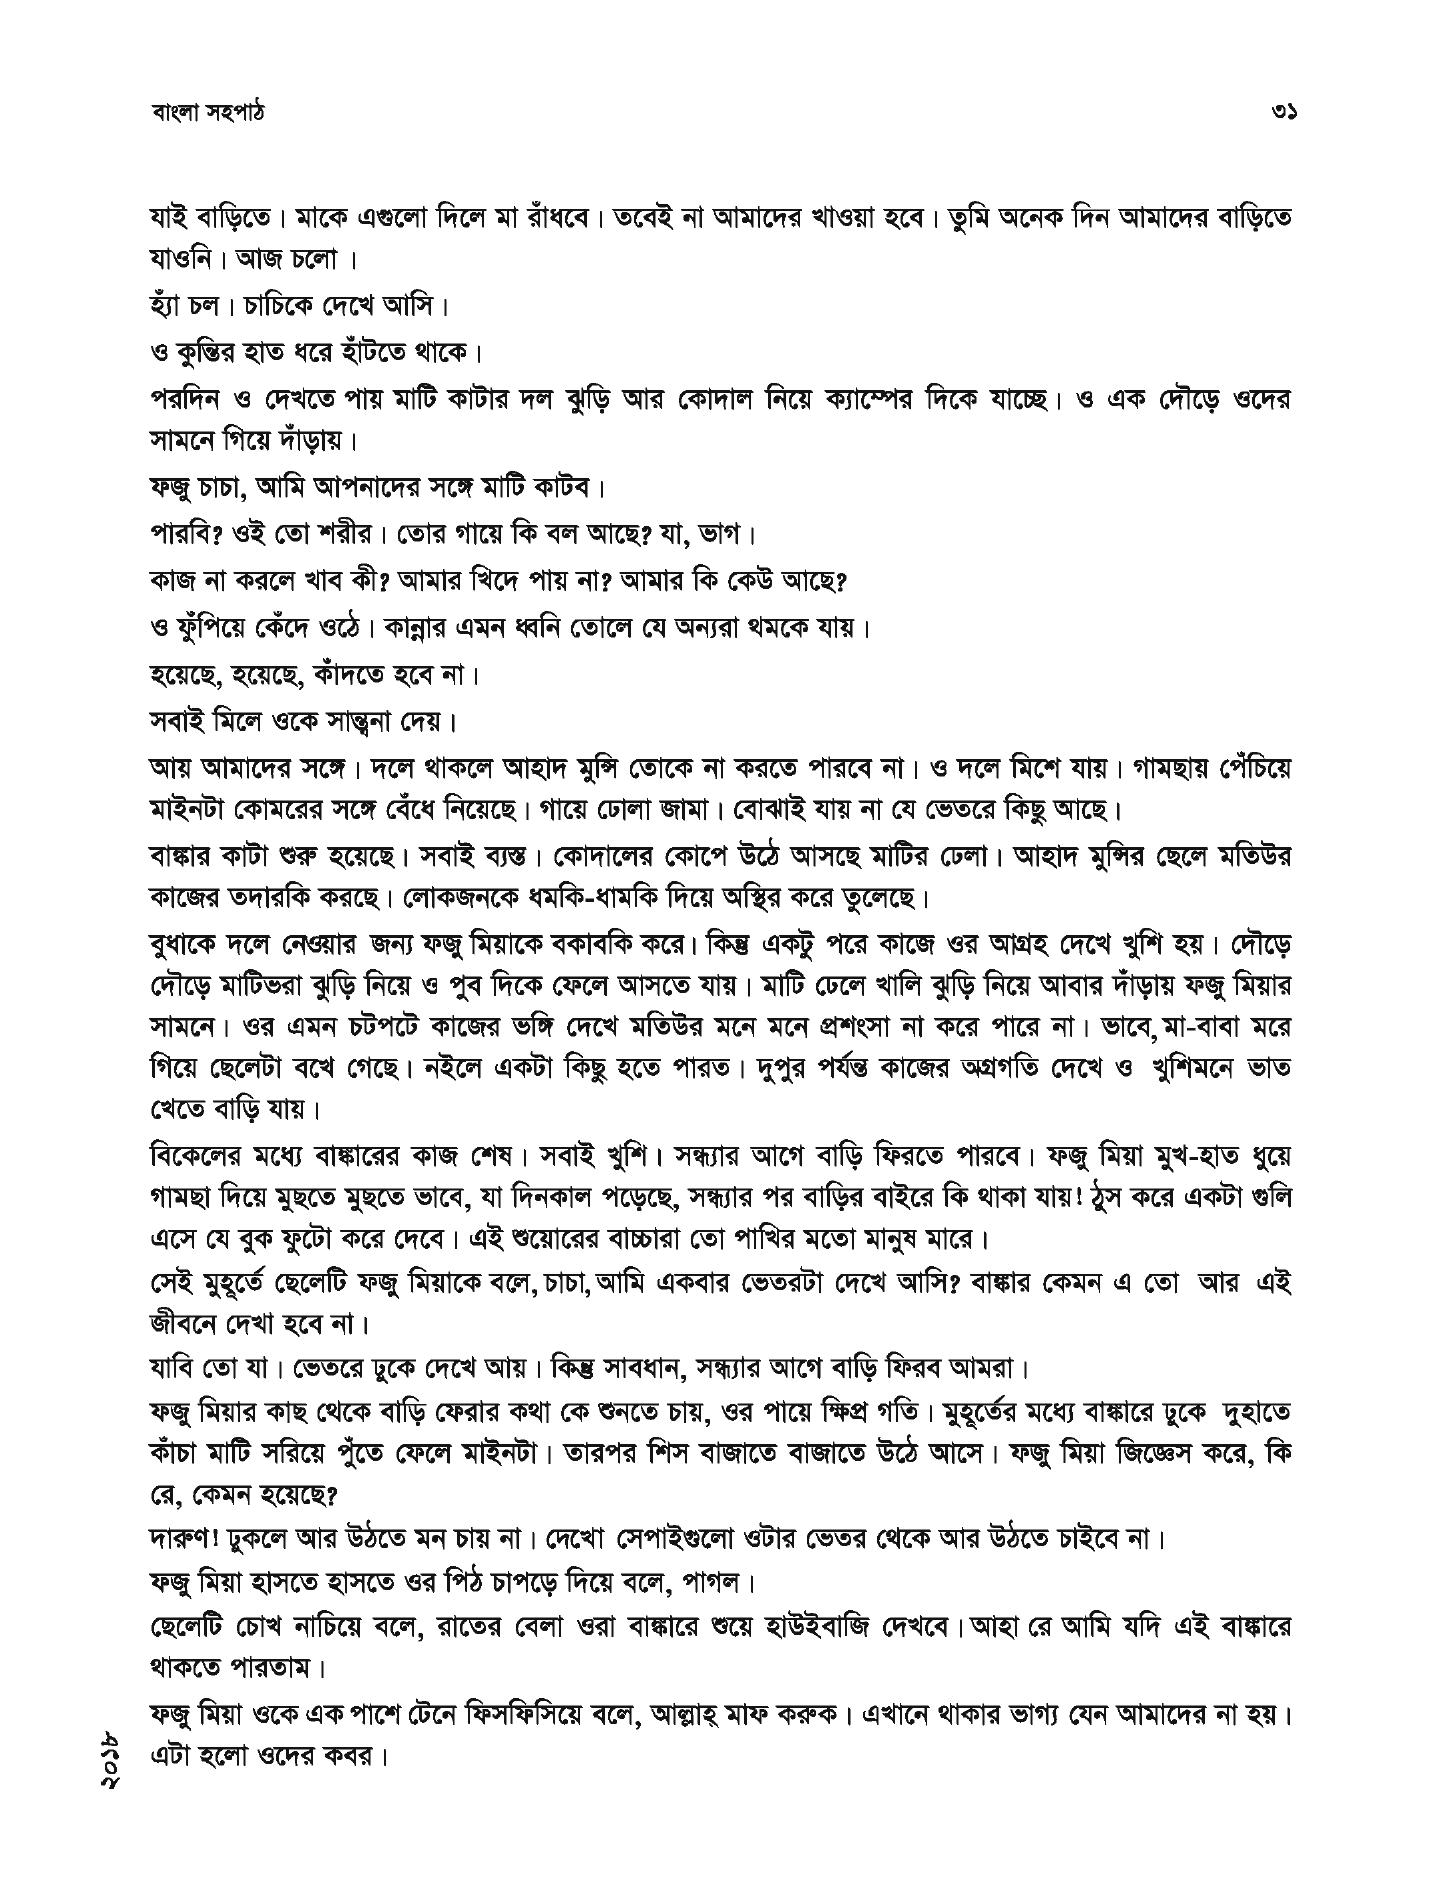 বাংলা সহপাঠ ৩১
যাই বাড়িতে। মাকে এগুলো দিলে মা রাঁধবে। তবেই না আমাদের খাওয়া হবে। তুমি অনেক দিন আমাদের বাড়িতে
যাওনি। আজ চলো ।
হ্যাঁ চল। চাচিকে দেখে আসি।
ও কুন্তির হাত ধরে হাঁটতে থাকে।
পরদিন ও দেখতে পায় মাটি কাটার দল ঝুড়ি আর কোদাল নিয়ে ক্যাম্পের দিকে যাচ্ছে। ও এক দৌড়ে ওদের
সামনে গিয়ে দাঁড়ায়।
ফজু চাচা, আমি আপনাদের সঙ্গে মাটি কাটব।
পারবি? ওই তো শরীর। তোর গায়ে কি বল আছে? যা, ভাগ।
কাজ না করলে খাব কী? আমার খিদে পায় না? আমার কি কেউ আছে?
ও ফুঁপিয়ে কেঁদে ওঠে। কান্নার এমন ধ্বনি তোলে যে অন্যরা থমকে যায়।
হয়েছে, হয়েছে, কাঁদতে হবে না।
সবাই মিলে ওকে সান্ত্বনা দেয়।
আয় আমাদের সঙ্গে। দলে থাকলে আহাদ মুন্সি তোকে না করতে পারবে না। ও দলে মিশে যায়। গামছায় পেঁচিয়ে
মাইনটা কোমরের সঙ্গে বেঁধে নিয়েছে। গায়ে ঢোলা জামা। বোঝাই যায় না যে ভেতরে কিছু আছে।
বাঙ্কার কাটা শুরু হয়েছে। সবাই ব্যস্ত। কোদালের কোপে উঠে আসছে মাটির ঢেলা। আহাদ মুন্সির ছেলে মতিউর
কাজের তদারকি করছে। লোকজনকে ধমকি-ধামকি দিয়ে অস্থির করে তুলেছে।
বুধাকে দলে নেওয়ার জন্য ফজু মিয়াকে বকাবকি করে। কিন্তু একটু পরে কাজে ওর আগ্রহ দেখে খুশি হয়। দৌড়ে
দৌড়ে মাটিভরা ঝুড়ি নিয়ে ও পুব দিকে ফেলে আসতে যায়। মাটি ঢেলে খালি ঝুড়ি নিয়ে আবার দাঁড়ায় ফজু মিয়ার
সামনে। ওর এমন চটপটে কাজের ভঙ্গি দেখে মতিউর মনে মনে প্রশংসা না করে পারে না। ভাবে, মা-বাবা মরে
গিয়ে ছেলেটা বখে গেছে। নইলে একটা কিছু হতে পারত। দুপুর পর্যন্ত কাজের অগ্রগতি দেখে ও খুশিমনে ভাত
খেতে বাড়ি যায়।
বিকেলের মধ্যে বাঙ্কারের কাজ শেষ। সবাই খুশি। সন্ধ্যার আগে বাড়ি ফিরতে পারবে। ফজু মিয়া মুখ-হাত ধুয়ে
গামছা দিয়ে মুছতে মুছতে ভাবে, যা দিনকাল পড়েছে, সন্ধ্যার পর বাড়ির বাইরে কি থাকা যায়! ঠুস করে একটা গুলি
এসে যে বুক ফুটো করে দেবে। এই শুয়োরের বাচ্চারা তো পাখির মতো মানুষ মারে।
সেই মুহূর্তে ছেলেটি ফজু মিয়াকে বলে, চাচা, আমি একবার ভেতরটা দেখে আসি? বাঙ্কার কেমন এ তো আর এই
জীবনে দেখা হবে না।
যাবি তো যা। ভেতরে ঢুকে দেখে আয়। কিন্তু সাবধান, সন্ধ্যার আগে বাড়ি ফিরব আমরা।
ফজু মিয়ার কাছ থেকে বাড়ি ফেরার কথা কে শুনতে চায়, ওর পায়ে ক্ষিপ্র গতি। মুহূর্তের মধ্যে বাঙ্কারে ঢুকে দুহাতে
কাঁচা মাটি সরিয়ে পুঁতে ফেলে মাইনটা। তারপর শিস বাজাতে বাজাতে উঠে আসে। ফজু মিয়া জিজ্ঞেস করে, কি
রে, কেমন হয়েছে?
দারুণ! ঢুকলে আর উঠতে মন চায় না। দেখো সেপাইগুলো ওটার ভেতর থেকে আর উঠতে চাইবে না।
ফজু মিয়া হাসতে হাসতে ওর পিঠ চাপড়ে দিয়ে বলে, পাগল।
ছেলেটি চোখ নাচিয়ে বলে, রাতের বেলা ওরা বাঙ্কারে শুয়ে হাউইবাজি দেখবে। আহা রে আমি যদি এই বাঙ্কারে
থাকতে পারতাম।
ফজু মিয়া ওকে এক পাশে টেনে ফিসফিসিয়ে বলে, আল্লাহ্ মাফ করুক। এখানে থাকার ভাগ্য যেন আমাদের না হয়।
এটা হলো ওদের কবর।
২০১৮